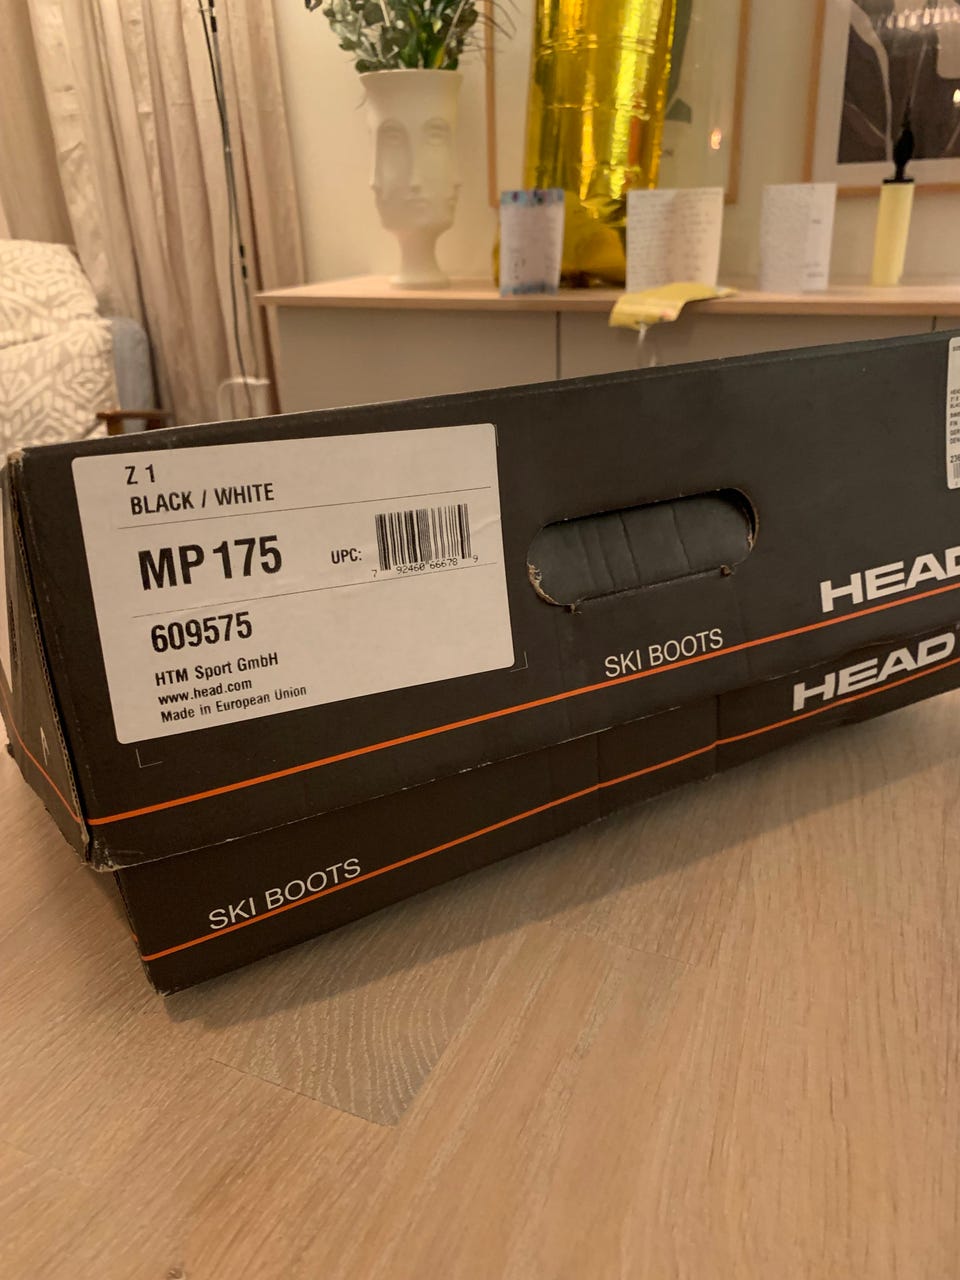 Z 1
BLACK / WHITE
MP 175
UPC:
7 92460 66678 9
609575
HTM Sport GmbH
www.head.com
Made in European Union
SKI BOOTS
HEAD
SKI BOOTS
HEAD